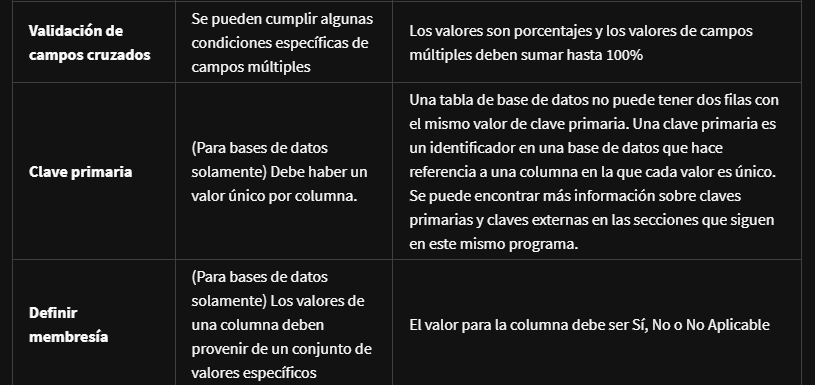 Validación de
campos cruzados
Se pueden cumplir algunas
condiciones específicas de
campos múltiples
Los valores son porcentajes y los valores de campos
múltiples deben sumar hasta 100%
Clave primaria
(Para bases de datos
solamente) Debe haber un
valor único por columna.
Una tabla de base de datos no puede tener dos filas con
el mismo valor de clave primaria. Una clave primaria es
un identificador en una base de datos que hace
referencia a una columna en la que cada valor es único.
Se puede encontrar más información sobre claves
primarias y claves externas en las secciones que siguen
en este mismo programa.
Definir
membresía
(Para bases de datos
solamente) Los valores de
una columna deben
provenir de un conjunto de
valores específicos
El valor para la columna debe ser Sí, No o No Aplicable